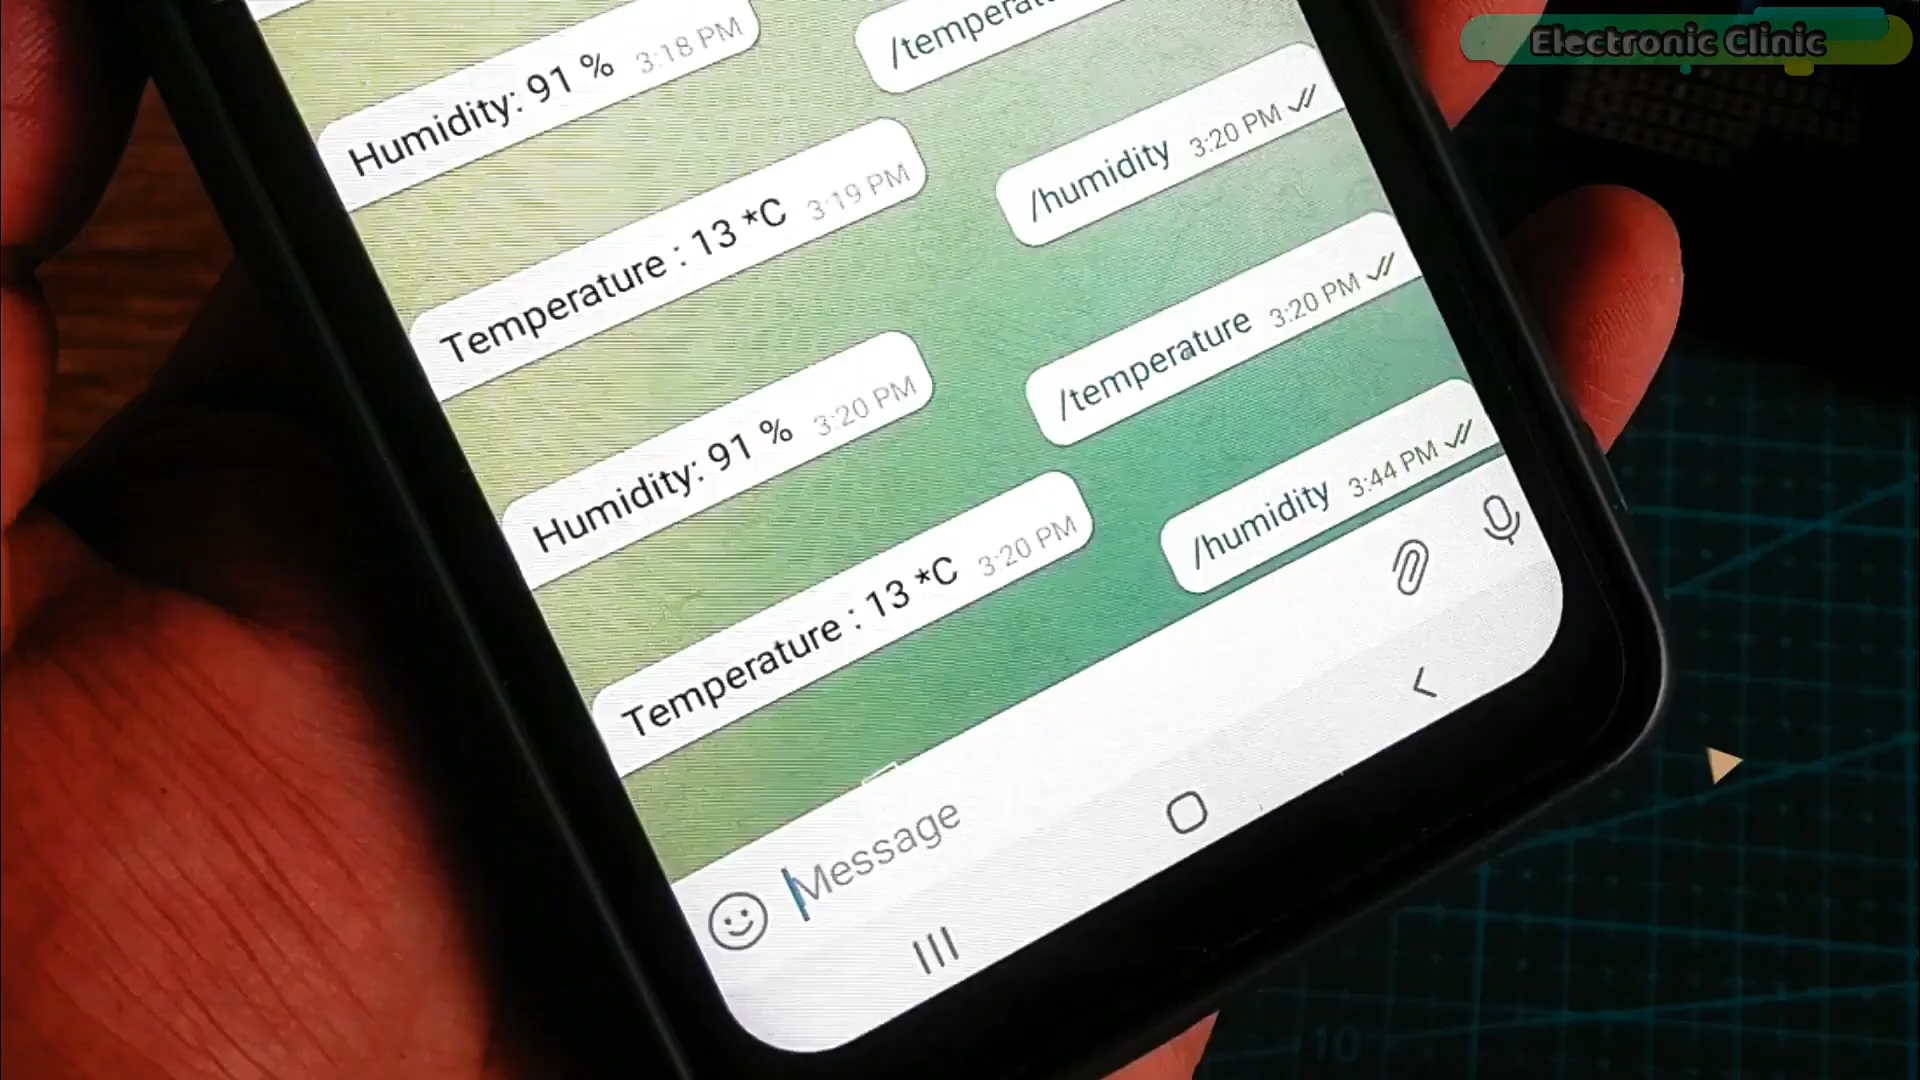 Electronic Clinic
Humidity: 91 % 3:18 PM
/humidity 3:20 PM
Temperature : 13 *C 3:19 PM
/temperature 3:20 PM
Humidity: 91 % 3:20 PM
/humidity 3:44 PM
Temperature : 13 *C 3:20 PM
Message
10